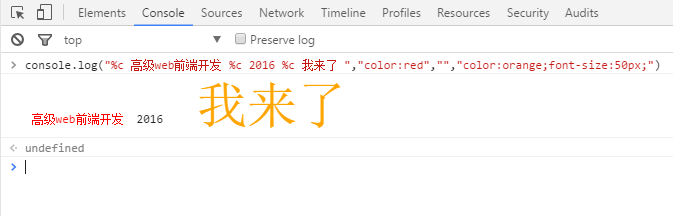 Elements Console Sources Network Timeline Profiles Resources Security Audits
top Preserve log
console.log("%c 高级web前端开发 %c 2016 %c 我来了 ","color:red","","color:orange;font-size:50px;")
高级web前端开发 2016 我来了
undefined